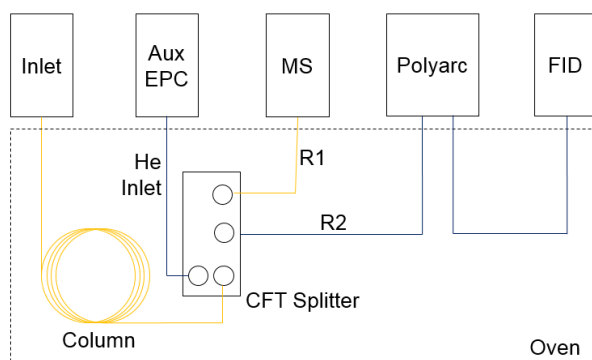 Inlet
Aux
EPC
MS
Polyarc
FID
He
Inlet
R1
R2
CFT Splitter
Column
Oven